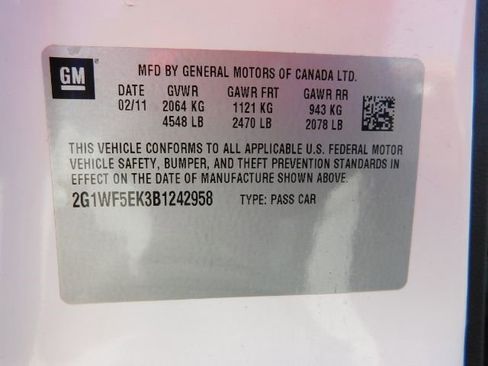 GM
MFD BY GENERAL MOTORS OF CANADA LTD.
DATE GVWR GAWR FRT GAWR RR
02/11 2064 KG 1121 KG 943 KG
4548 LB 2470 LB 2078 LB
THIS VEHICLE CONFORMS TO ALL APPLICABLE U.S. FEDERAL MOTOR
VEHICLE SAFETY, BUMPER, AND THEFT PREVENTION STANDARDS IN
EFFECT ON THE DATE OF MANUFACTURE SHOWN ABOVE.
2G1WF5EK3B1242958 TYPE: PASS CAR